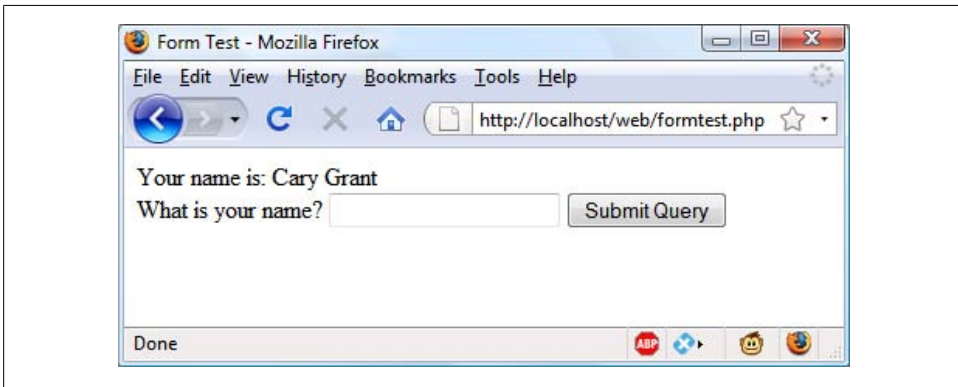 Form Test - Mozilla Firefox
File Edit View History Bookmarks Tools Help
http://localhost/web/formtest.php
Your name is: Cary Grant
What is your name? Submit Query
Done
ABP